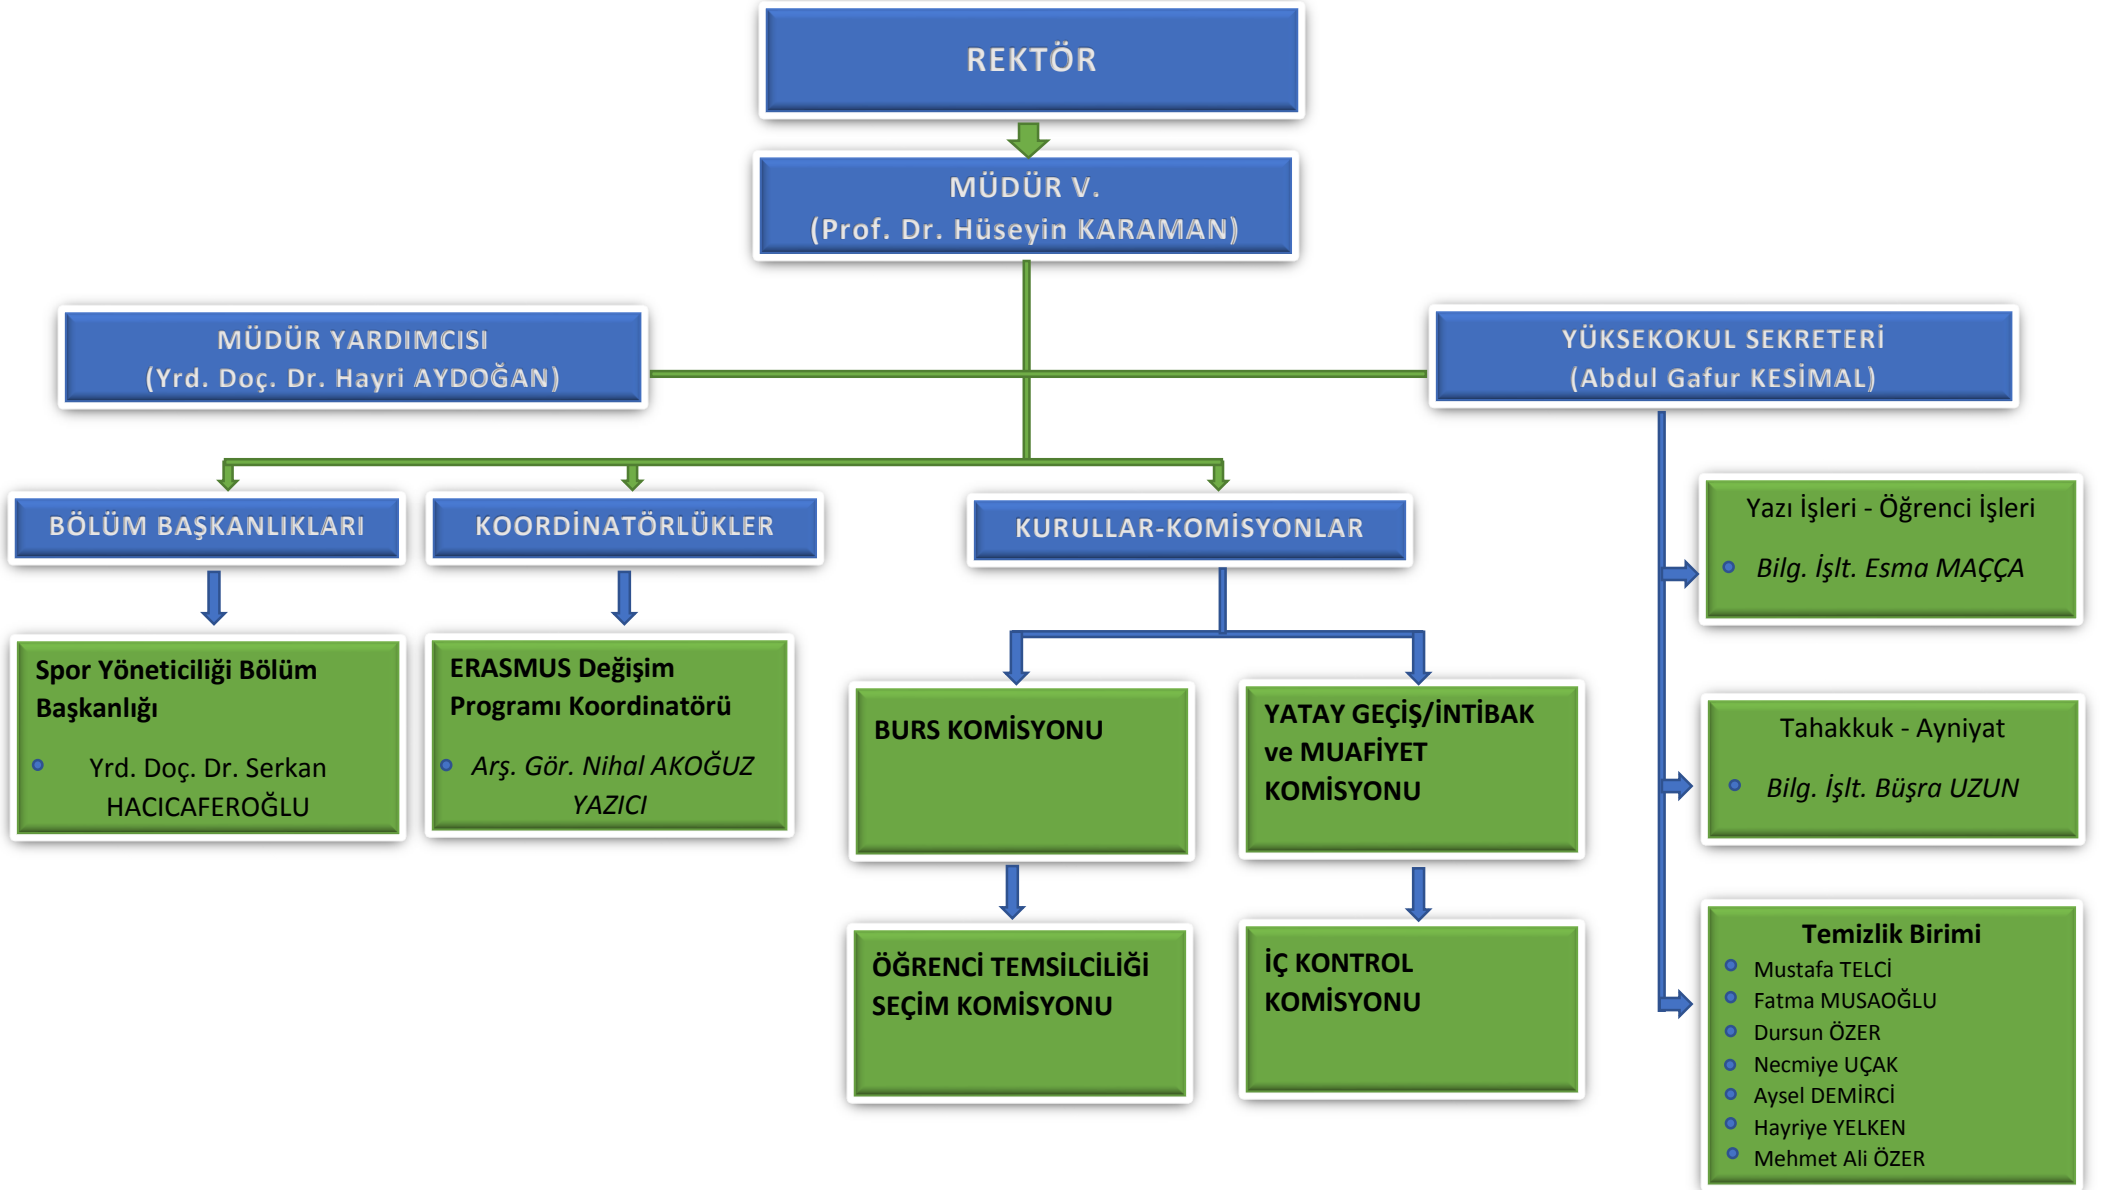 REKTÖR
MÜDÜR V.
(Prof. Dr. Hüseyin KARAMAN)
MÜDÜR YARDIMCISI
(Yrd. Doç. Dr. Hayri AYDOĞAN)
YÜKSEKOKUL SEKRETERİ
(Abdul Gafur KESİMAL)
BÖLÜM BAŞKANLIKLARI
KOORDİNATÖRLÜKLER
KURULLAR-KOMİSYONLAR
Spor Yöneticiliği Bölüm
Başkanlığı
Yrd. Doç. Dr. Serkan
HACICAFEROĞLU
ERASMUS Değişim
Programı Koordinatörü
Arş. Gör. Nihal AKOĞUZ
YAZICI
BURS KOMİSYONU
YATAY GEÇİŞ/İNTİBAK
ve MUAFİYET
KOMİSYONU
ÖĞRENCİ TEMSİLCİLİĞİ
SEÇİM KOMİSYONU
İÇ KONTROL
KOMİSYONU
Yazı İşleri - Öğrenci İşleri
Bilg. İşlt. Esma MAÇÇA
Tahakkuk - Ayniyat
Bilg. İşlt. Büşra UZUN
Temizlik Birimi
Mustafa TELCİ
Fatma MUSAOĞLU
Dursun ÖZER
Necmiye UÇAK
Aysel DEMİRCİ
Hayriye YELKEN
Mehmet Ali ÖZER